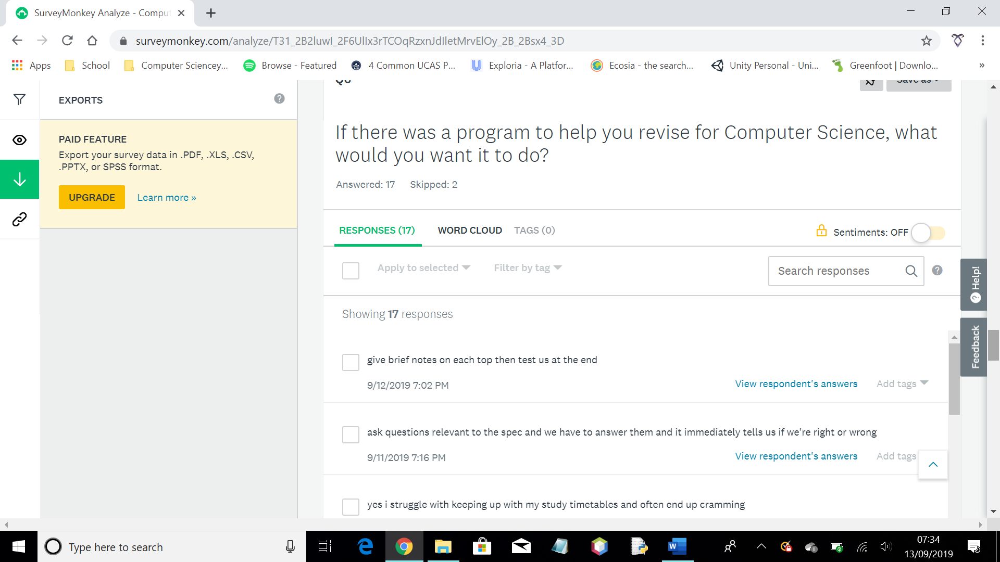 SurveyMonkey Analyze - Compu
surveymonkey.com/analyze/T31_2B2luwI_2F6UlIx3rTCOqRzxnJdIletMrvElOy_2B_2Bsx4_3D
Apps School Computer Sciencey... Browse - Featured 4 Common UCAS P... Exploria - A Platfor... Ecosia - the search... Unity Personal - Uni... Greenfoot | Downlo... »
EXPORTS ?
PAID FEATURE
Export your survey data in .PDF, .XLS, .CSV,
.PPTX, or SPSS format.
UPGRADE Learn more »
Save as
If there was a program to help you revise for Computer Science, what
would you want it to do?
Answered: 17 Skipped: 2
RESPONSES (17) WORD CLOUD TAGS (0) Sentiments: OFF
Apply to selected Filter by tag Search responses ?
Showing 17 responses
give brief notes on each top then test us at the end
9/12/2019 7:02 PM View respondent's answers Add tags
ask questions relevant to the spec and we have to answer them and it immediately tells us if we're right or wrong
9/11/2019 7:16 PM View respondent's answers Add tags
yes i struggle with keeping up with my study timetables and often end up cramming
? Help!
Feedback
Type here to search
07:34
13/09/2019